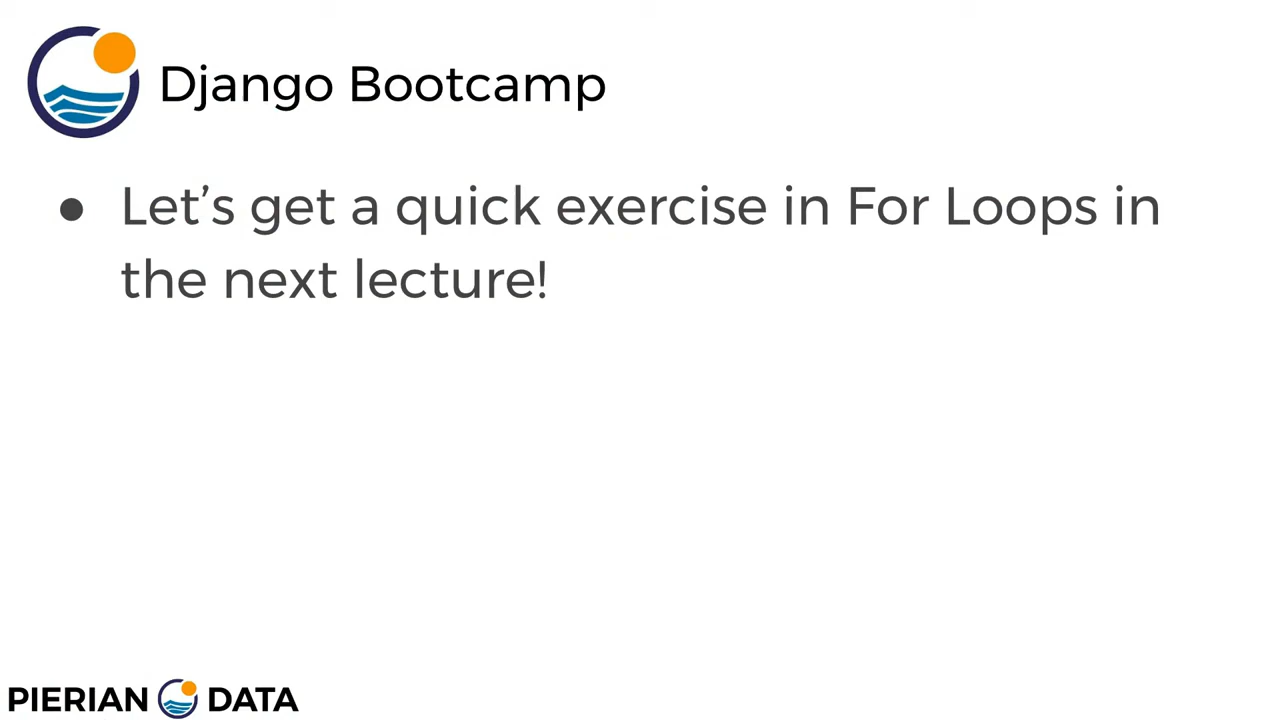 Django Bootcamp
● Let’s get a quick exercise in For Loops in
the next lecture!
PIERIAN DATA